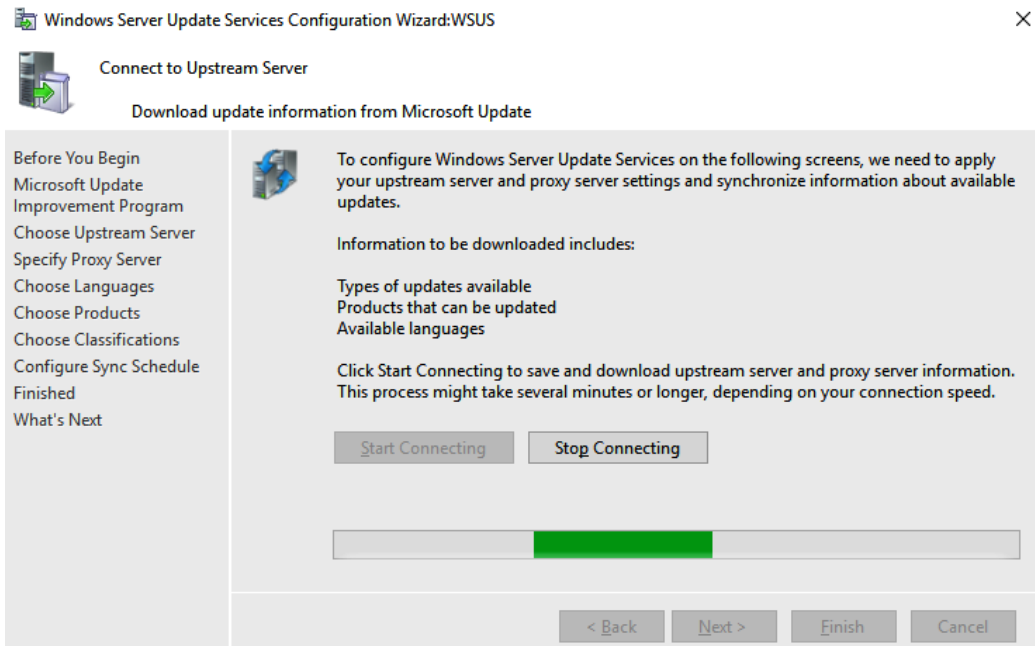 Windows Server Update Services Configuration Wizard:WSUS
Connect to Upstream Server
Download update information from Microsoft Update
Before You Begin
Microsoft Update
Improvement Program
Choose Upstream Server
Specify Proxy Server
Choose Languages
Choose Products
Choose Classifications
Configure Sync Schedule
Finished
What's Next
To configure Windows Server Update Services on the following screens, we need to apply
your upstream server and proxy server settings and synchronize information about available
updates.
Information to be downloaded includes:
Types of updates available
Products that can be updated
Available languages
Click Start Connecting to save and download upstream server and proxy server information.
This process might take several minutes or longer, depending on your connection speed.
Start Connecting
Stop Connecting
< Back
Next >
Finish
Cancel